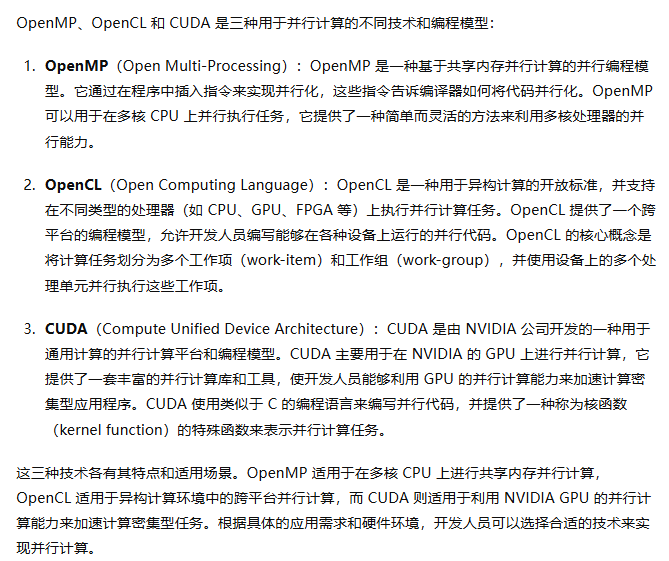 OpenMP、OpenCL 和 CUDA 是三种用于并行计算的不同技术和编程模型：
1. OpenMP（Open Multi-Processing）：OpenMP 是一种基于共享内存并行计算的并行编程模
型。它通过在程序中插入指令来实现并行化，这些指令告诉编译器如何将代码并行化。OpenMP
可以用于在多核 CPU 上并行执行任务，它提供了一种简单而灵活的方法来利用多核处理器的并
行能力。
2. OpenCL（Open Computing Language）：OpenCL 是一种用于异构计算的开放标准，并支持
在不同类型的处理器（如 CPU、GPU、FPGA 等）上执行并行计算任务。OpenCL 提供了一个跨
平台的编程模型，允许开发人员编写能够在各种设备上运行的并行代码。OpenCL 的核心概念是
将计算任务划分为多个工作项（work-item）和工作组（work-group），并使用设备上的多个处
理单元并行执行这些工作项。
3. CUDA（Compute Unified Device Architecture）：CUDA 是由 NVIDIA 公司开发的一种用于
通用计算的并行计算平台和编程模型。CUDA 主要用于在 NVIDIA 的 GPU 上进行并行计算，它
提供了一套丰富的并行计算库和工具，使开发人员能够利用 GPU 的并行计算能力来加速计算密
集型应用程序。CUDA 使用类似于 C 的编程语言来编写并行代码，并提供了一种称为核函数
（kernel function）的特殊函数来表示并行计算任务。
这三种技术各有其特点和适用场景。OpenMP 适用于在多核 CPU 上进行共享内存并行计算，
OpenCL 适用于异构计算环境中的跨平台并行计算，而 CUDA 则适用于利用 NVIDIA GPU 的并行计
算能力来加速计算密集型任务。根据具体的应用需求和硬件环境，开发人员可以选择合适的技术来实
现并行计算。